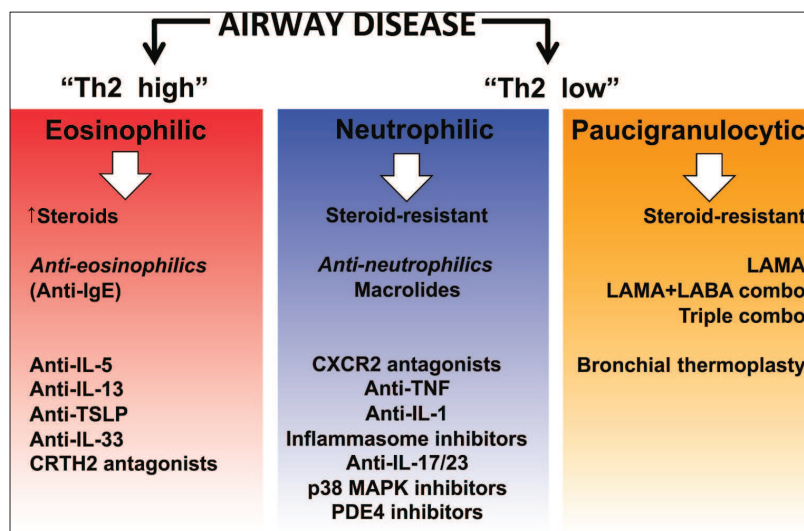 AIRWAY DISEASE
“Th2 high”
“Th2 low”
Eosinophilic
↑Steroids
Anti-eosinophilics
(Anti-IgE)
Anti-IL-5
Anti-IL-13
Anti-TSLP
Anti-IL-33
CRTH2 antagonists
Neutrophilic
Steroid-resistant
Anti-neutrophilics
Macrolides
CXCR2 antagonists
Anti-TNF
Anti-IL-1
Inflammasome inhibitors
Anti-IL-17/23
p38 MAPK inhibitors
PDE4 inhibitors
Paucigranulocytic
Steroid-resistant
LAMA
LAMA+LABA combo
Triple combo
Bronchial thermoplasty